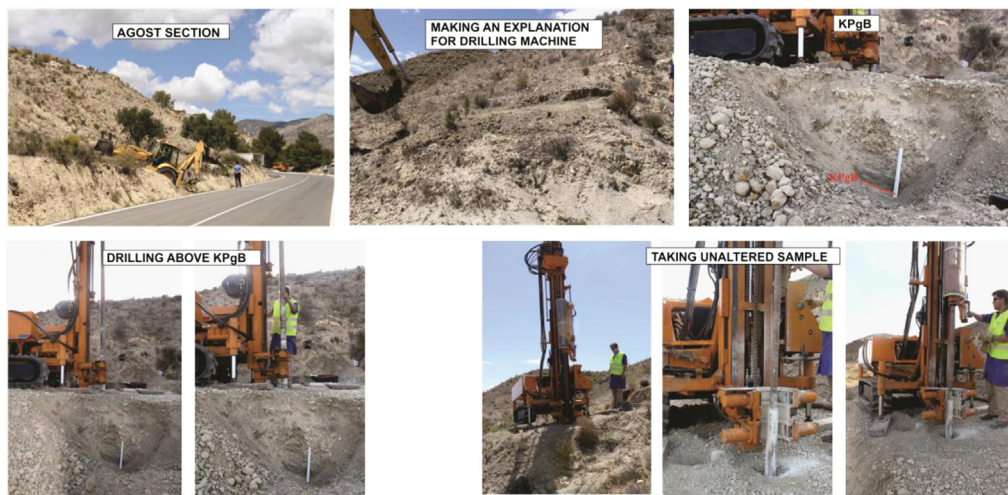 AGOST SECTION
MAKING AN EXPLANATION
FOR DRILLING MACHINE
KPgB
KPgB
DRILLING ABOVE KPgB
TAKING UNALTERED SAMPLE